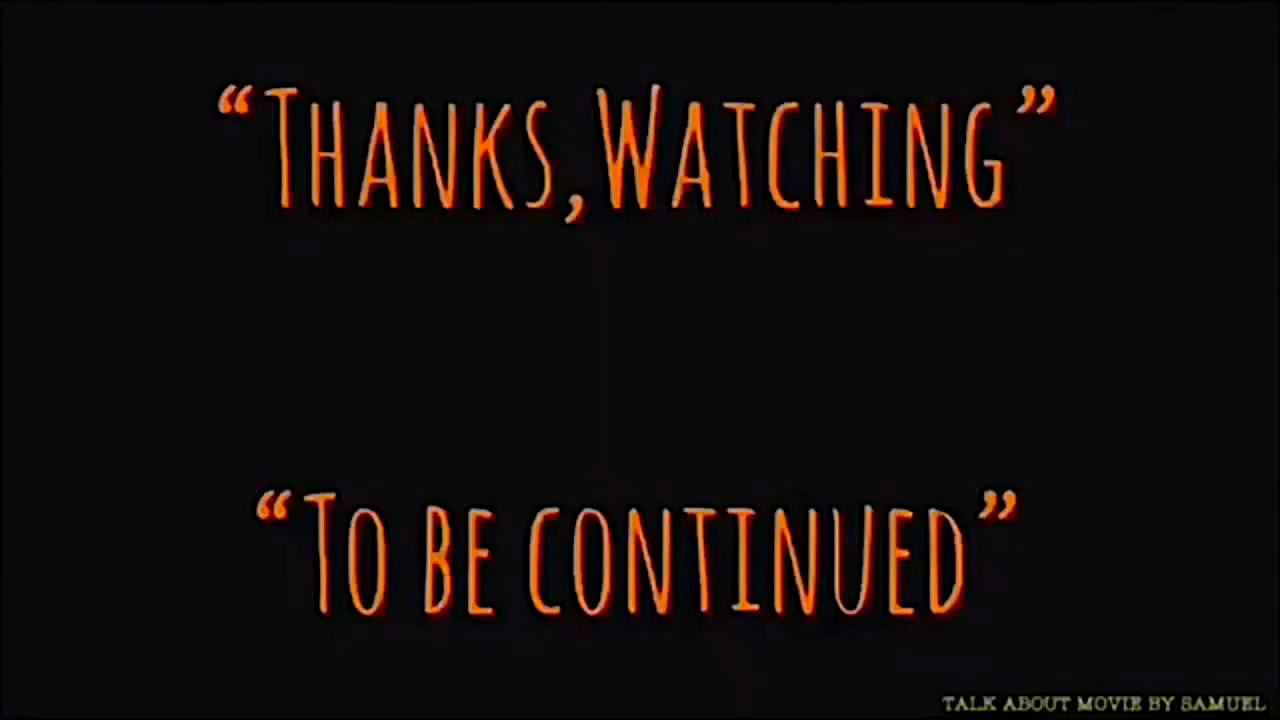 “Thanks,Watching”
“To be continued”
TALK ABOUT MOVIE BY SAMUEL